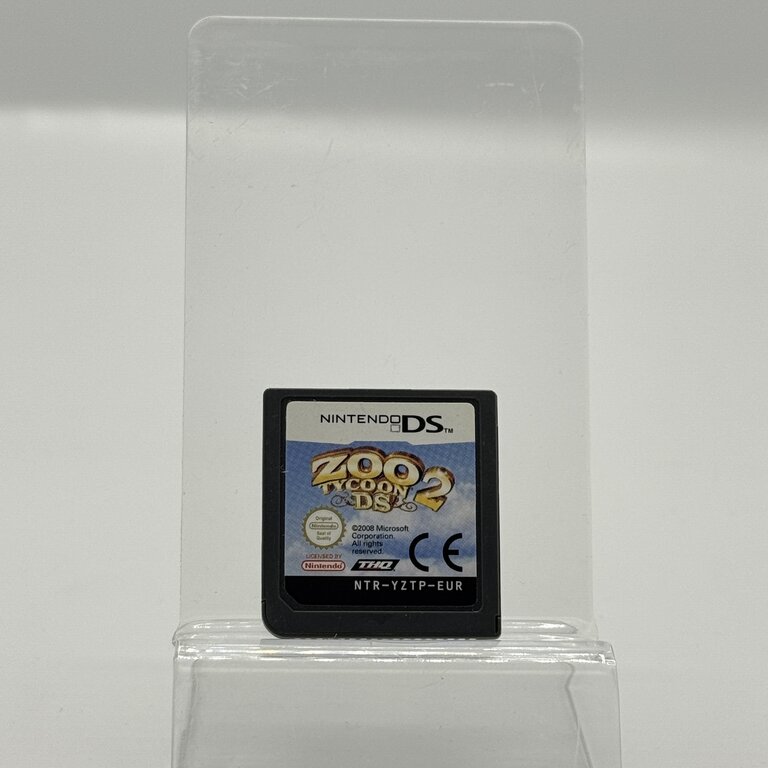 NINTENDO DS™
ZOO
TYCOON 2
DS
Original
Nintendo
Seal of
Quality
©2008 Microsoft
Corporation.
All rights
reserved.
CE
LICENSED BY
Nintendo
THQ
NTR-YZTP-EUR